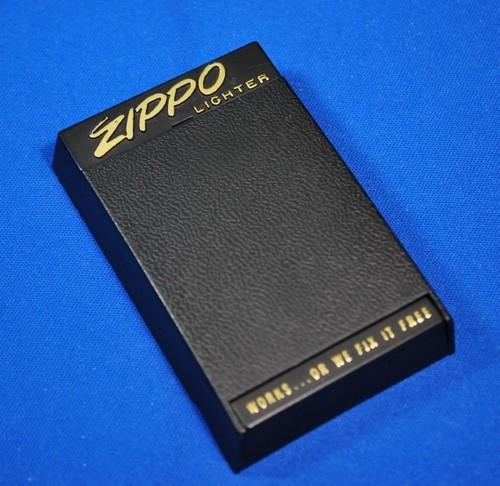 ZIPPO
LIGHTER
WORKS...OR WE FIX IT FREE